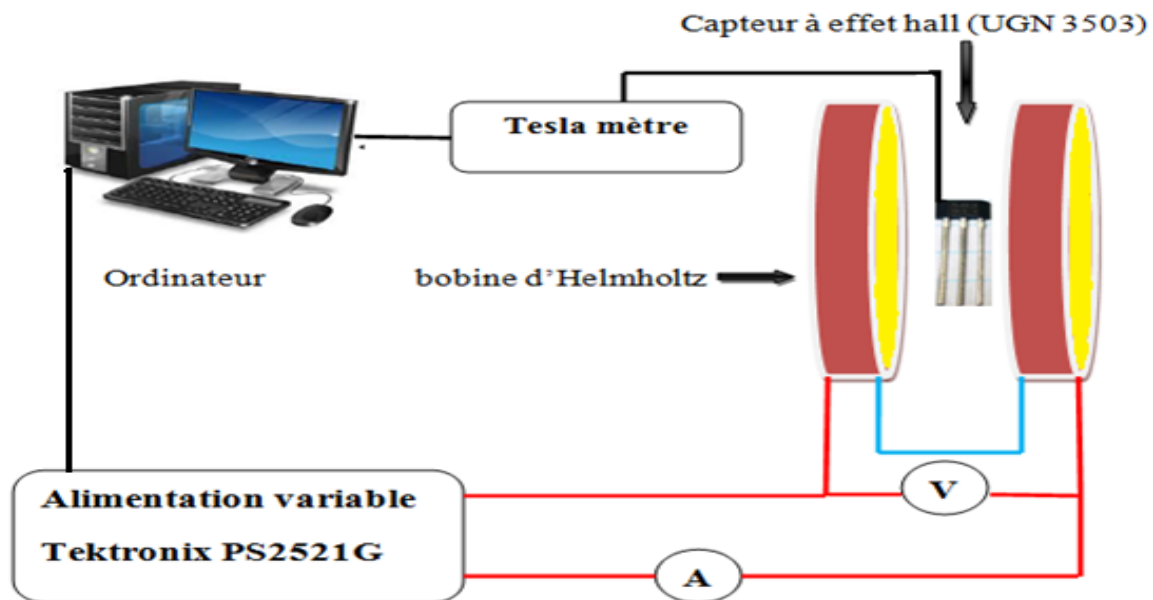 Capteur à effet hall (UGN 3503)
Tesla mètre
Ordinateur
bobine d'Helmholtz
V
Alimentation variable
Tektronix PS2521G
A